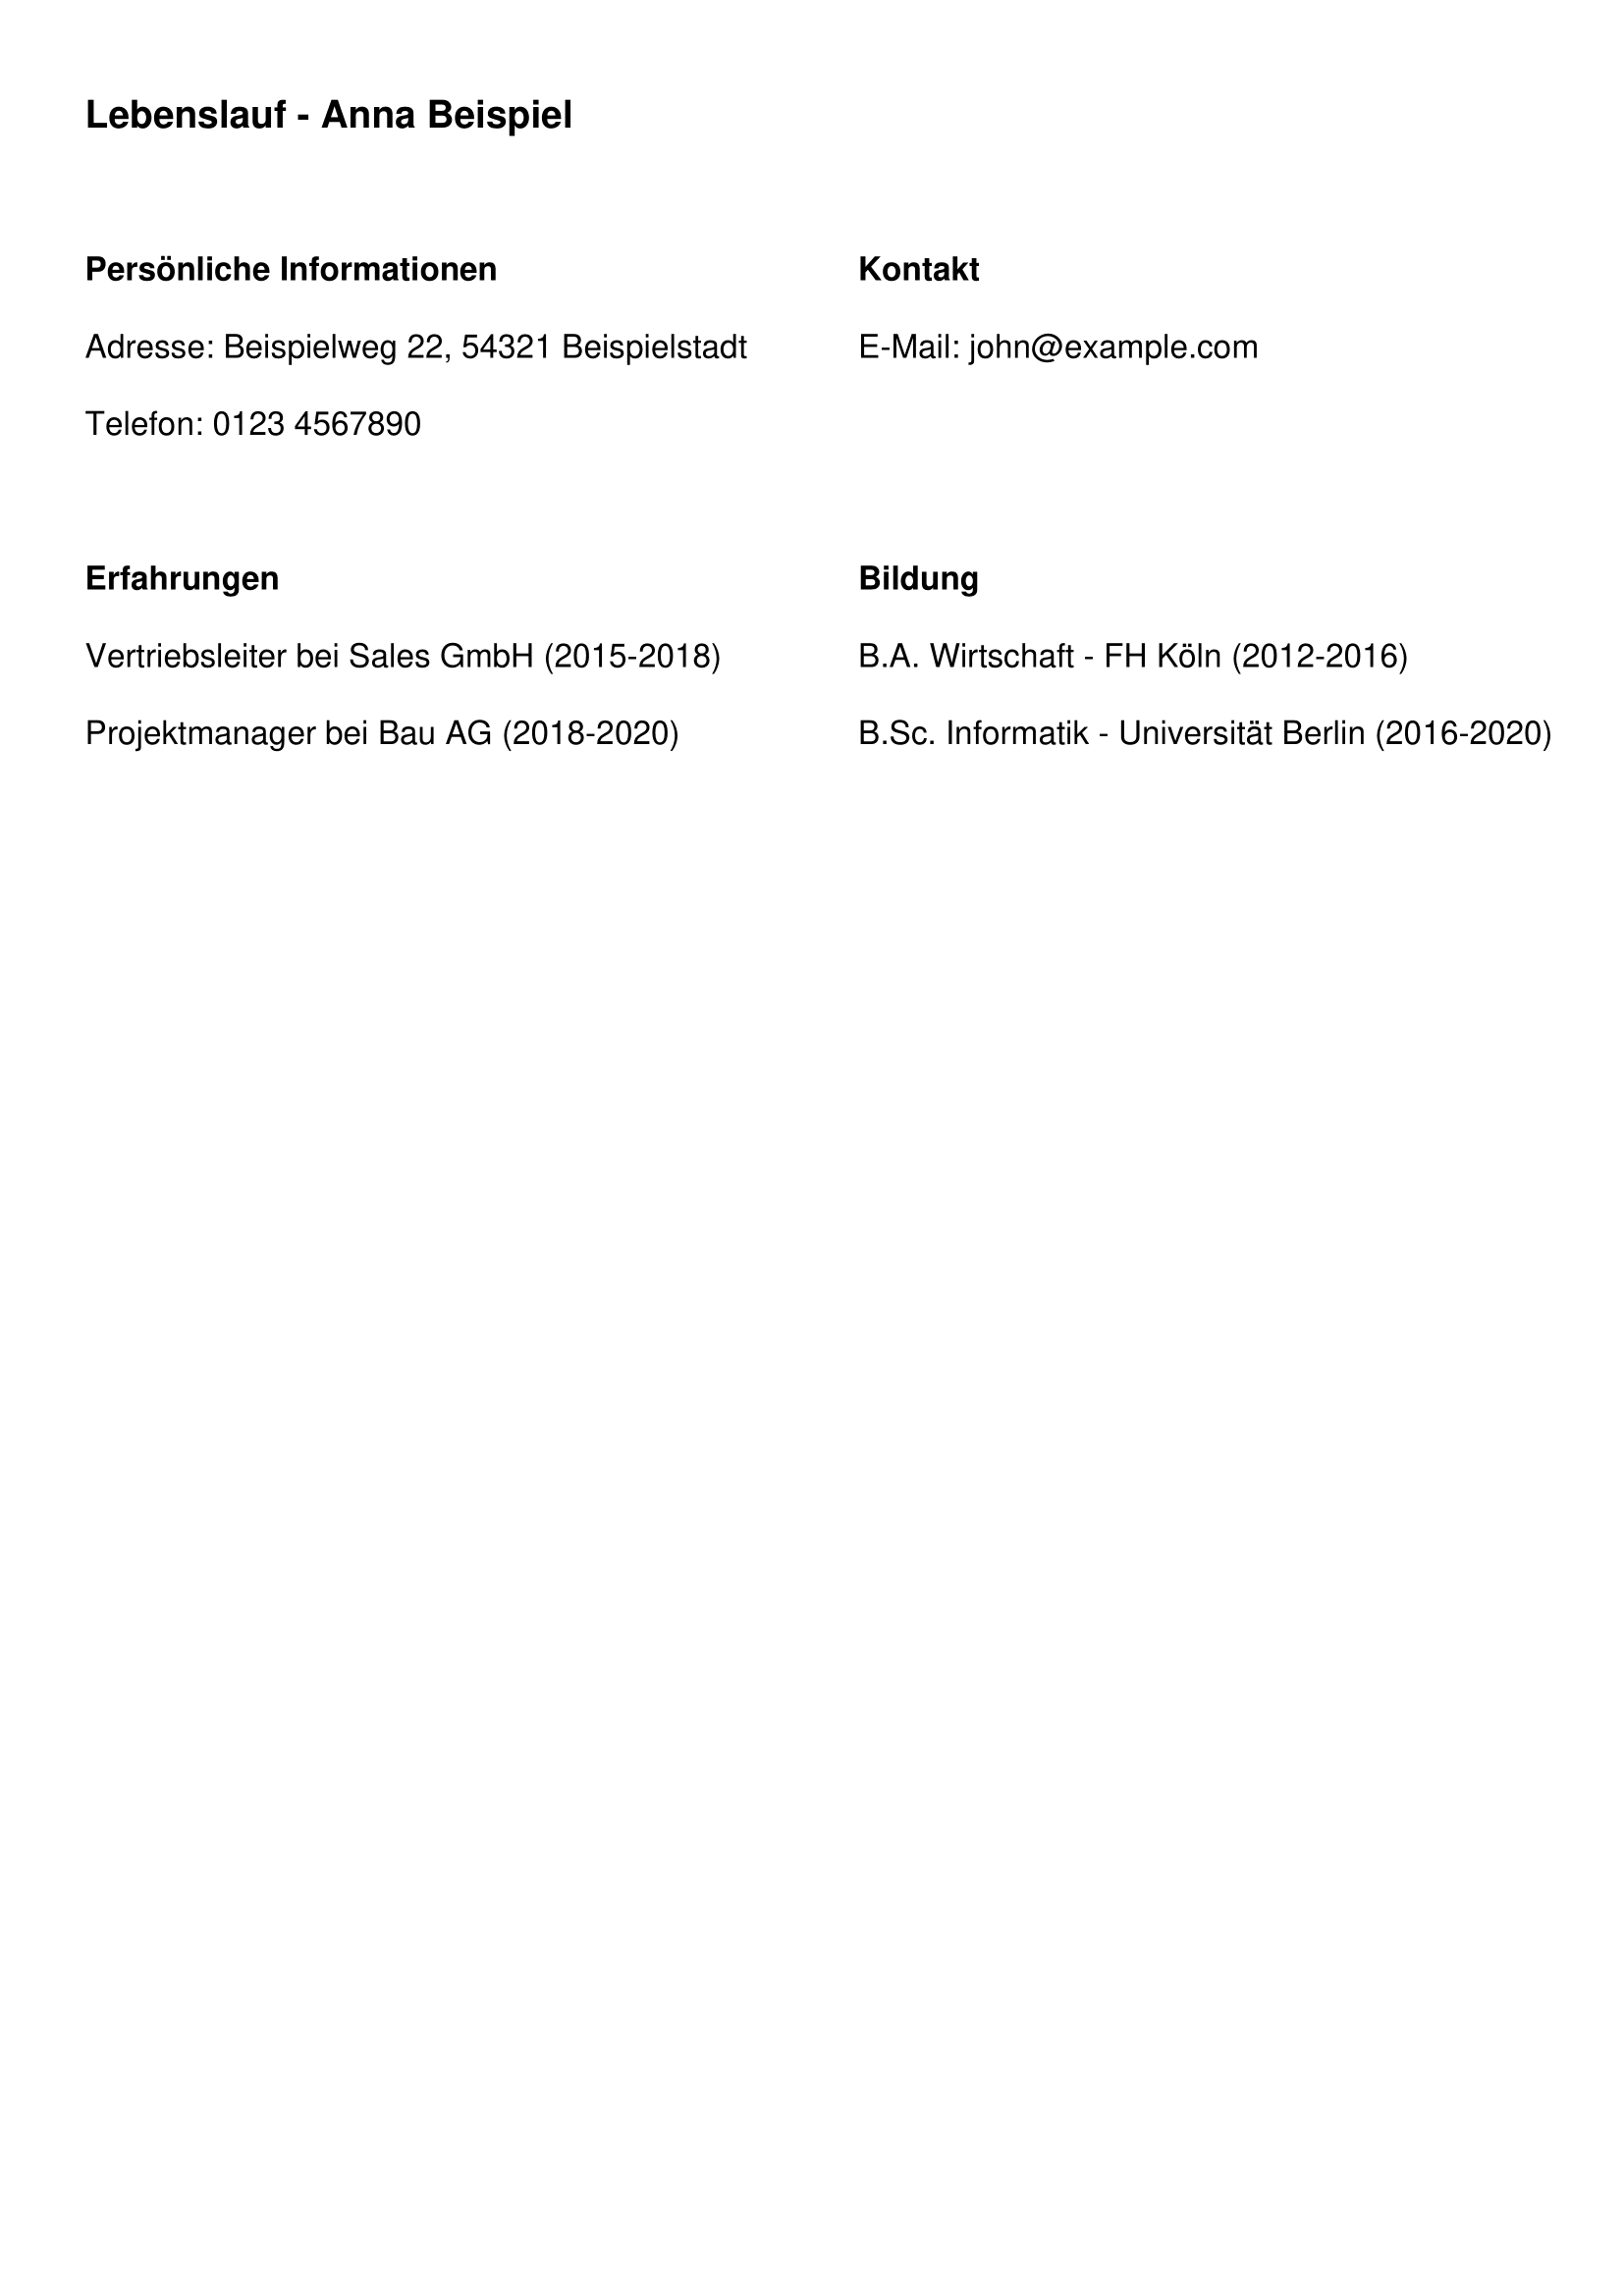 Lebenslauf - Anna Beispiel
Persönliche Informationen
Adresse: Beispielweg 22, 54321 Beispielstadt
Telefon: 0123 4567890
Kontakt
E-Mail: john@example.com
Erfahrungen
Vertriebsleiter bei Sales GmbH (2015-2018)
Projektmanager bei Bau AG (2018-2020)
Bildung
B.A. Wirtschaft - FH Köln (2012-2016)
B.Sc. Informatik - Universität Berlin (2016-2020)